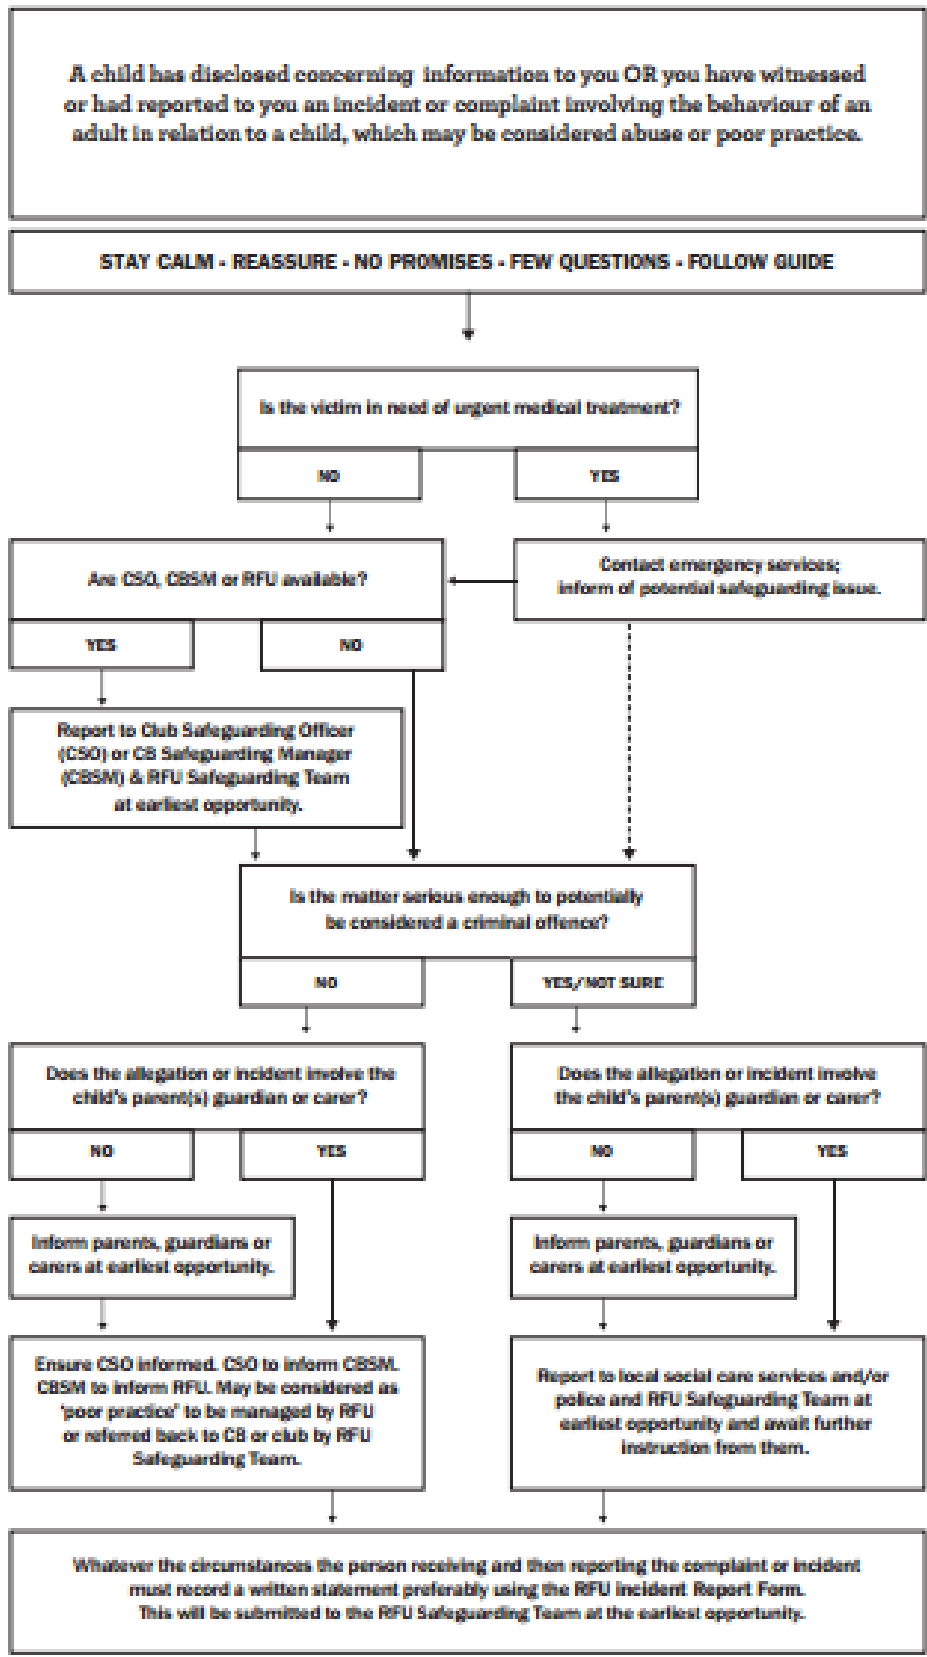 A child has disclosed concerning information to you OR you have witnessed
or had reported to you an incident or complaint involving the behaviour of an
adult in relation to a child, which may be considered abuse or poor practice.
STAY CALM - REASSURE - NO PROMISES - FEW QUESTIONS - FOLLOW GUIDE
Is the victim in need of urgent medical treatment?
NO
YES
Are CSO, CBSM or RFU available?
Contact emergency services;
inform of potential safeguarding issue.
YES
NO
Report to Club Safeguarding Officer
(CSO) or CB Safeguarding Manager
(CBSM) & RFU Safeguarding Team
at earliest opportunity.
Is the matter serious enough to potentially
be considered a criminal offence?
NO
YES/NOT SURE
Does the allegation or incident involve the
child's parent(s) guardian or carer?
NO
YES
Does the allegation or incident involve
the child's parent(s) guardian or carer?
NO
YES
Inform parents, guardians or
carers at earliest opportunity.
Inform parents, guardians or
carers at earliest opportunity.
Ensure CSO informed. CSO to inform CBSM.
CBSM to inform RFU. May be considered as
'poor practice' to be managed by RFU
or referred back to CB or club by RFU
Safeguarding Team.
Report to local social care services and/or
police and RFU Safeguarding Team at
earliest opportunity and await further
instruction from them.
Whatever the circumstances the person receiving and then reporting the complaint or incident
must record a written statement preferably using the RFU Incident Report Form.
This will be submitted to the RFU Safeguarding Team at the earliest opportunity.